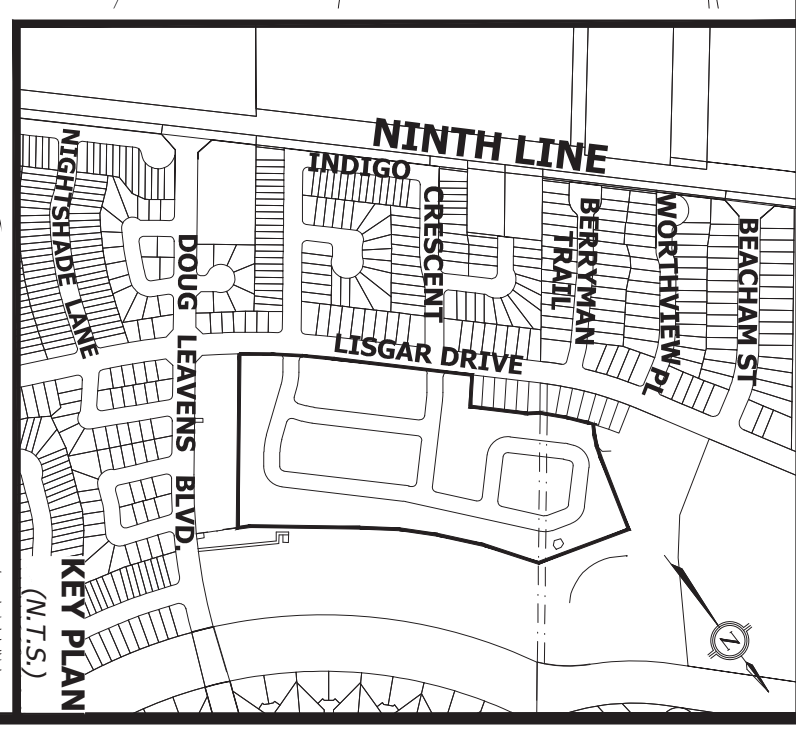 NINTH LINE
INDIGO
CRESCENT
NIGHTSHADE LANE
DOUG LEAVENS BLVD.
BERRYMAN
TRAIL
WORTHVIEW PL
BEACHAM ST
LISGAR DRIVE
KEY PLAN
(N.T.S.)
N